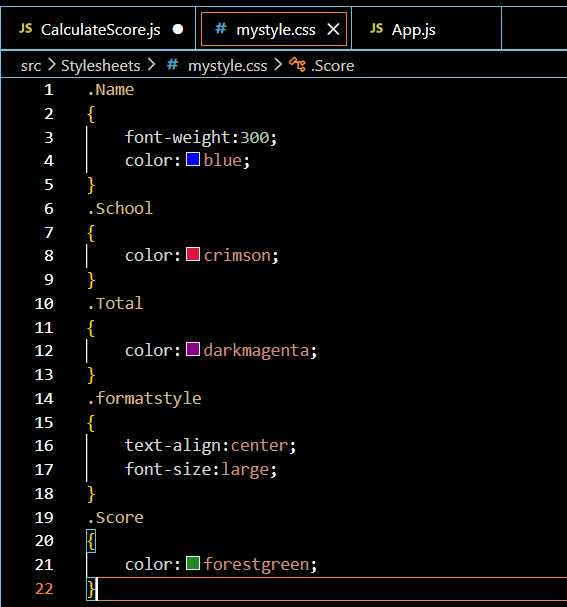 JS CalculateScore.js ● # mystyle.css × JS App.js
src > Stylesheets > # mystyle.css > .Score
1 .Name
2 {
3 font-weight:300;
4 color:blue;
5 }
6 .School
7 {
8 color:crimson;
9 }
10 .Total
11 {
12 color:darkmagenta;
13 }
14 .formatstyle
15 {
16 text-align:center;
17 font-size:large;
18 }
19 .Score
20 {
21 color:forestgreen;
22 }